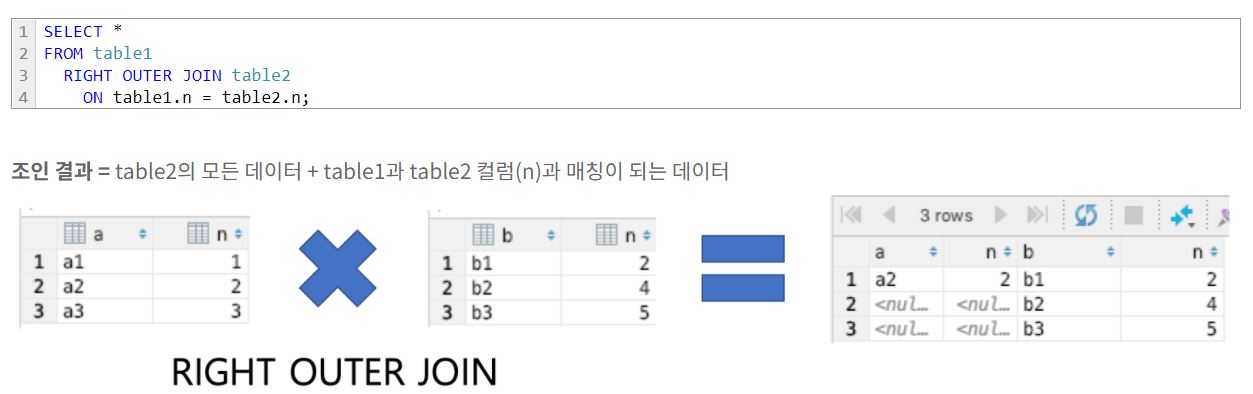 1 SELECT *
2 FROM table1
3 RIGHT OUTER JOIN table2
4 ON table1.n = table2.n;
조인 결과 = table2의 모든 데이터 + table1과 table2 컬럼(n)과 매칭이 되는 데이터
a n
1 a1 1
2 a2 2
3 a3 3
b n
1 b1 2
2 b2 4
3 b3 5
3 rows
a n b n
1 a2 2 b1 2
2 <nul… <nul… b2 4
3 <nul… <nul… b3 5
RIGHT OUTER JOIN